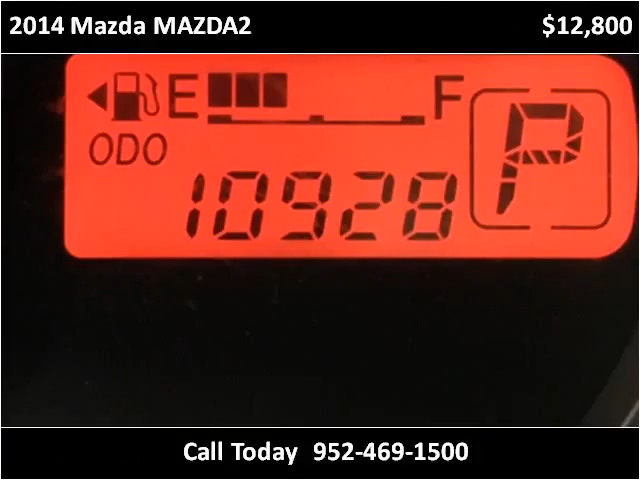 2014 Mazda MAZDA2 $12,800
E F
ODO
10928 P
Call Today 952-469-1500